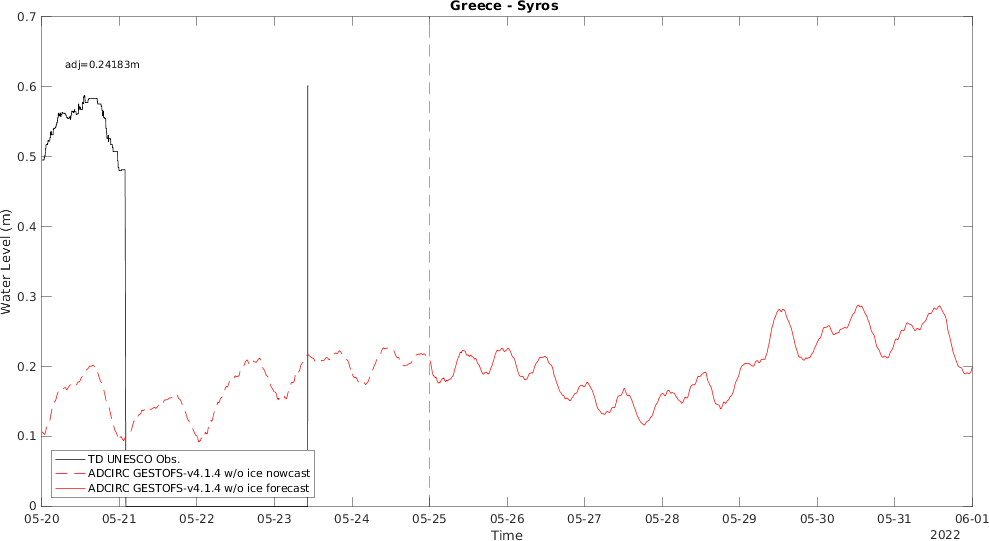 Greece - Syros
0.7
0.6
0.5
0.4
0.3
0.2
0.1
0
Water Level (m)
adj=0.24183m
TD UNESCO Obs.
ADCIRC GESTOFS-v4.1.4 w/o ice nowcast
ADCIRC GESTOFS-v4.1.4 w/o ice forecast
05-20 05-21 05-22 05-23 05-24 05-25 05-26 05-27 05-28 05-29 05-30 05-31 06-01
Time
2022